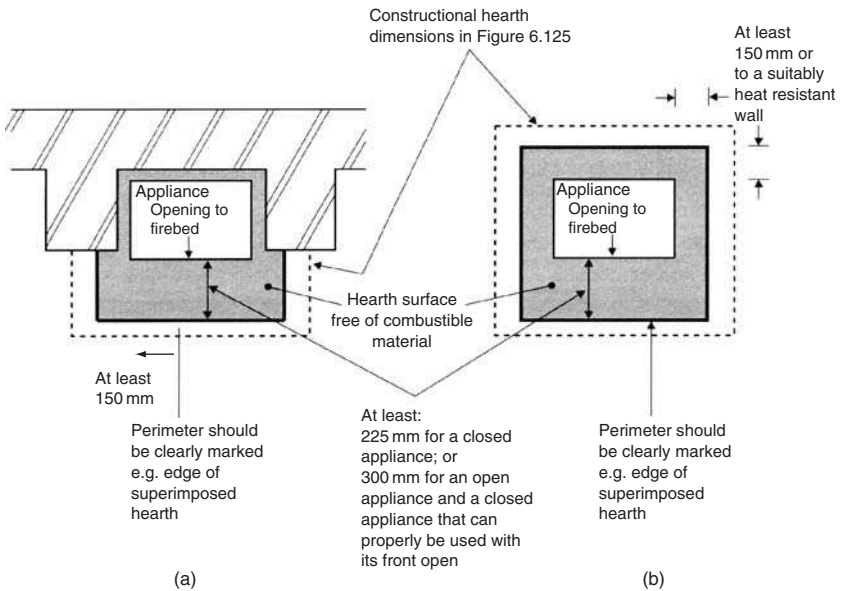 Constructional hearth
dimensions in Figure 6.125
At least
150 mm or
to a suitably
heat resistant
wall
Appliance
Opening to
firebed
Appliance
Opening to
firebed
Hearth surface
free of combustible
material
At least
150 mm
Perimeter should
be clearly marked
e.g. edge of
superimposed
hearth
At least:
225 mm for a closed
appliance; or
300 mm for an open
appliance and a closed
appliance that can
properly be used with
its front open
Perimeter should
be clearly marked
e.g. edge of
superimposed
hearth
(a)
(b)